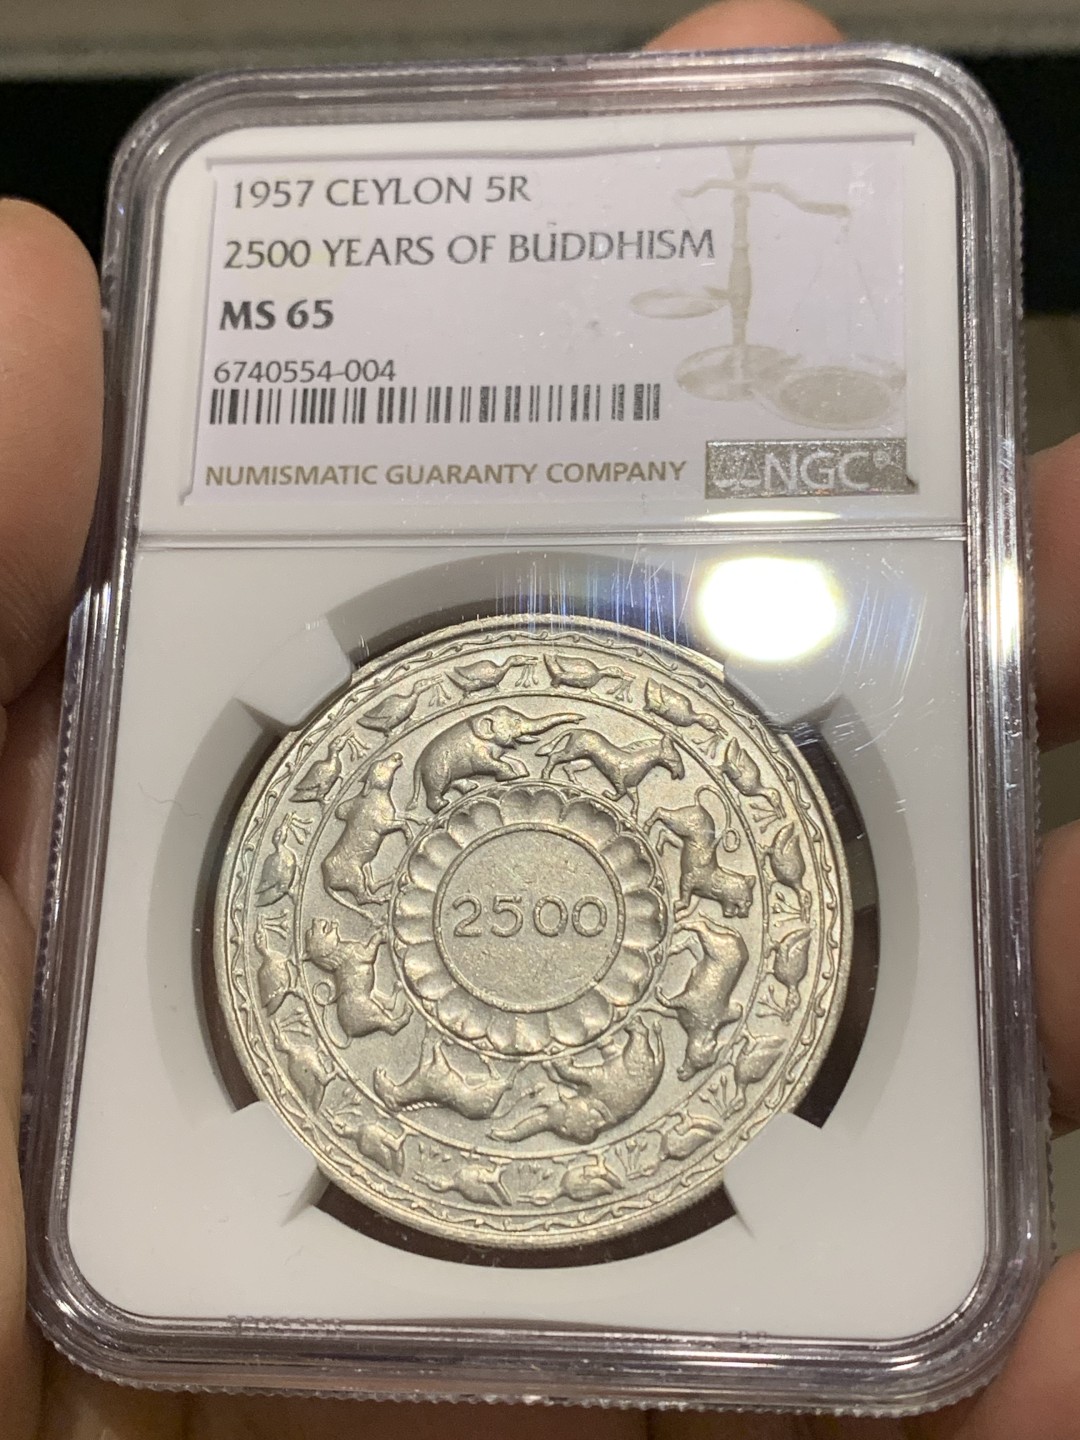 1957 CEYLON 5R
2500 YEARS OF BUDDHISM
MS 65
6740554-004
NUMISMATIC GUARANTY COMPANY
NGC
2500